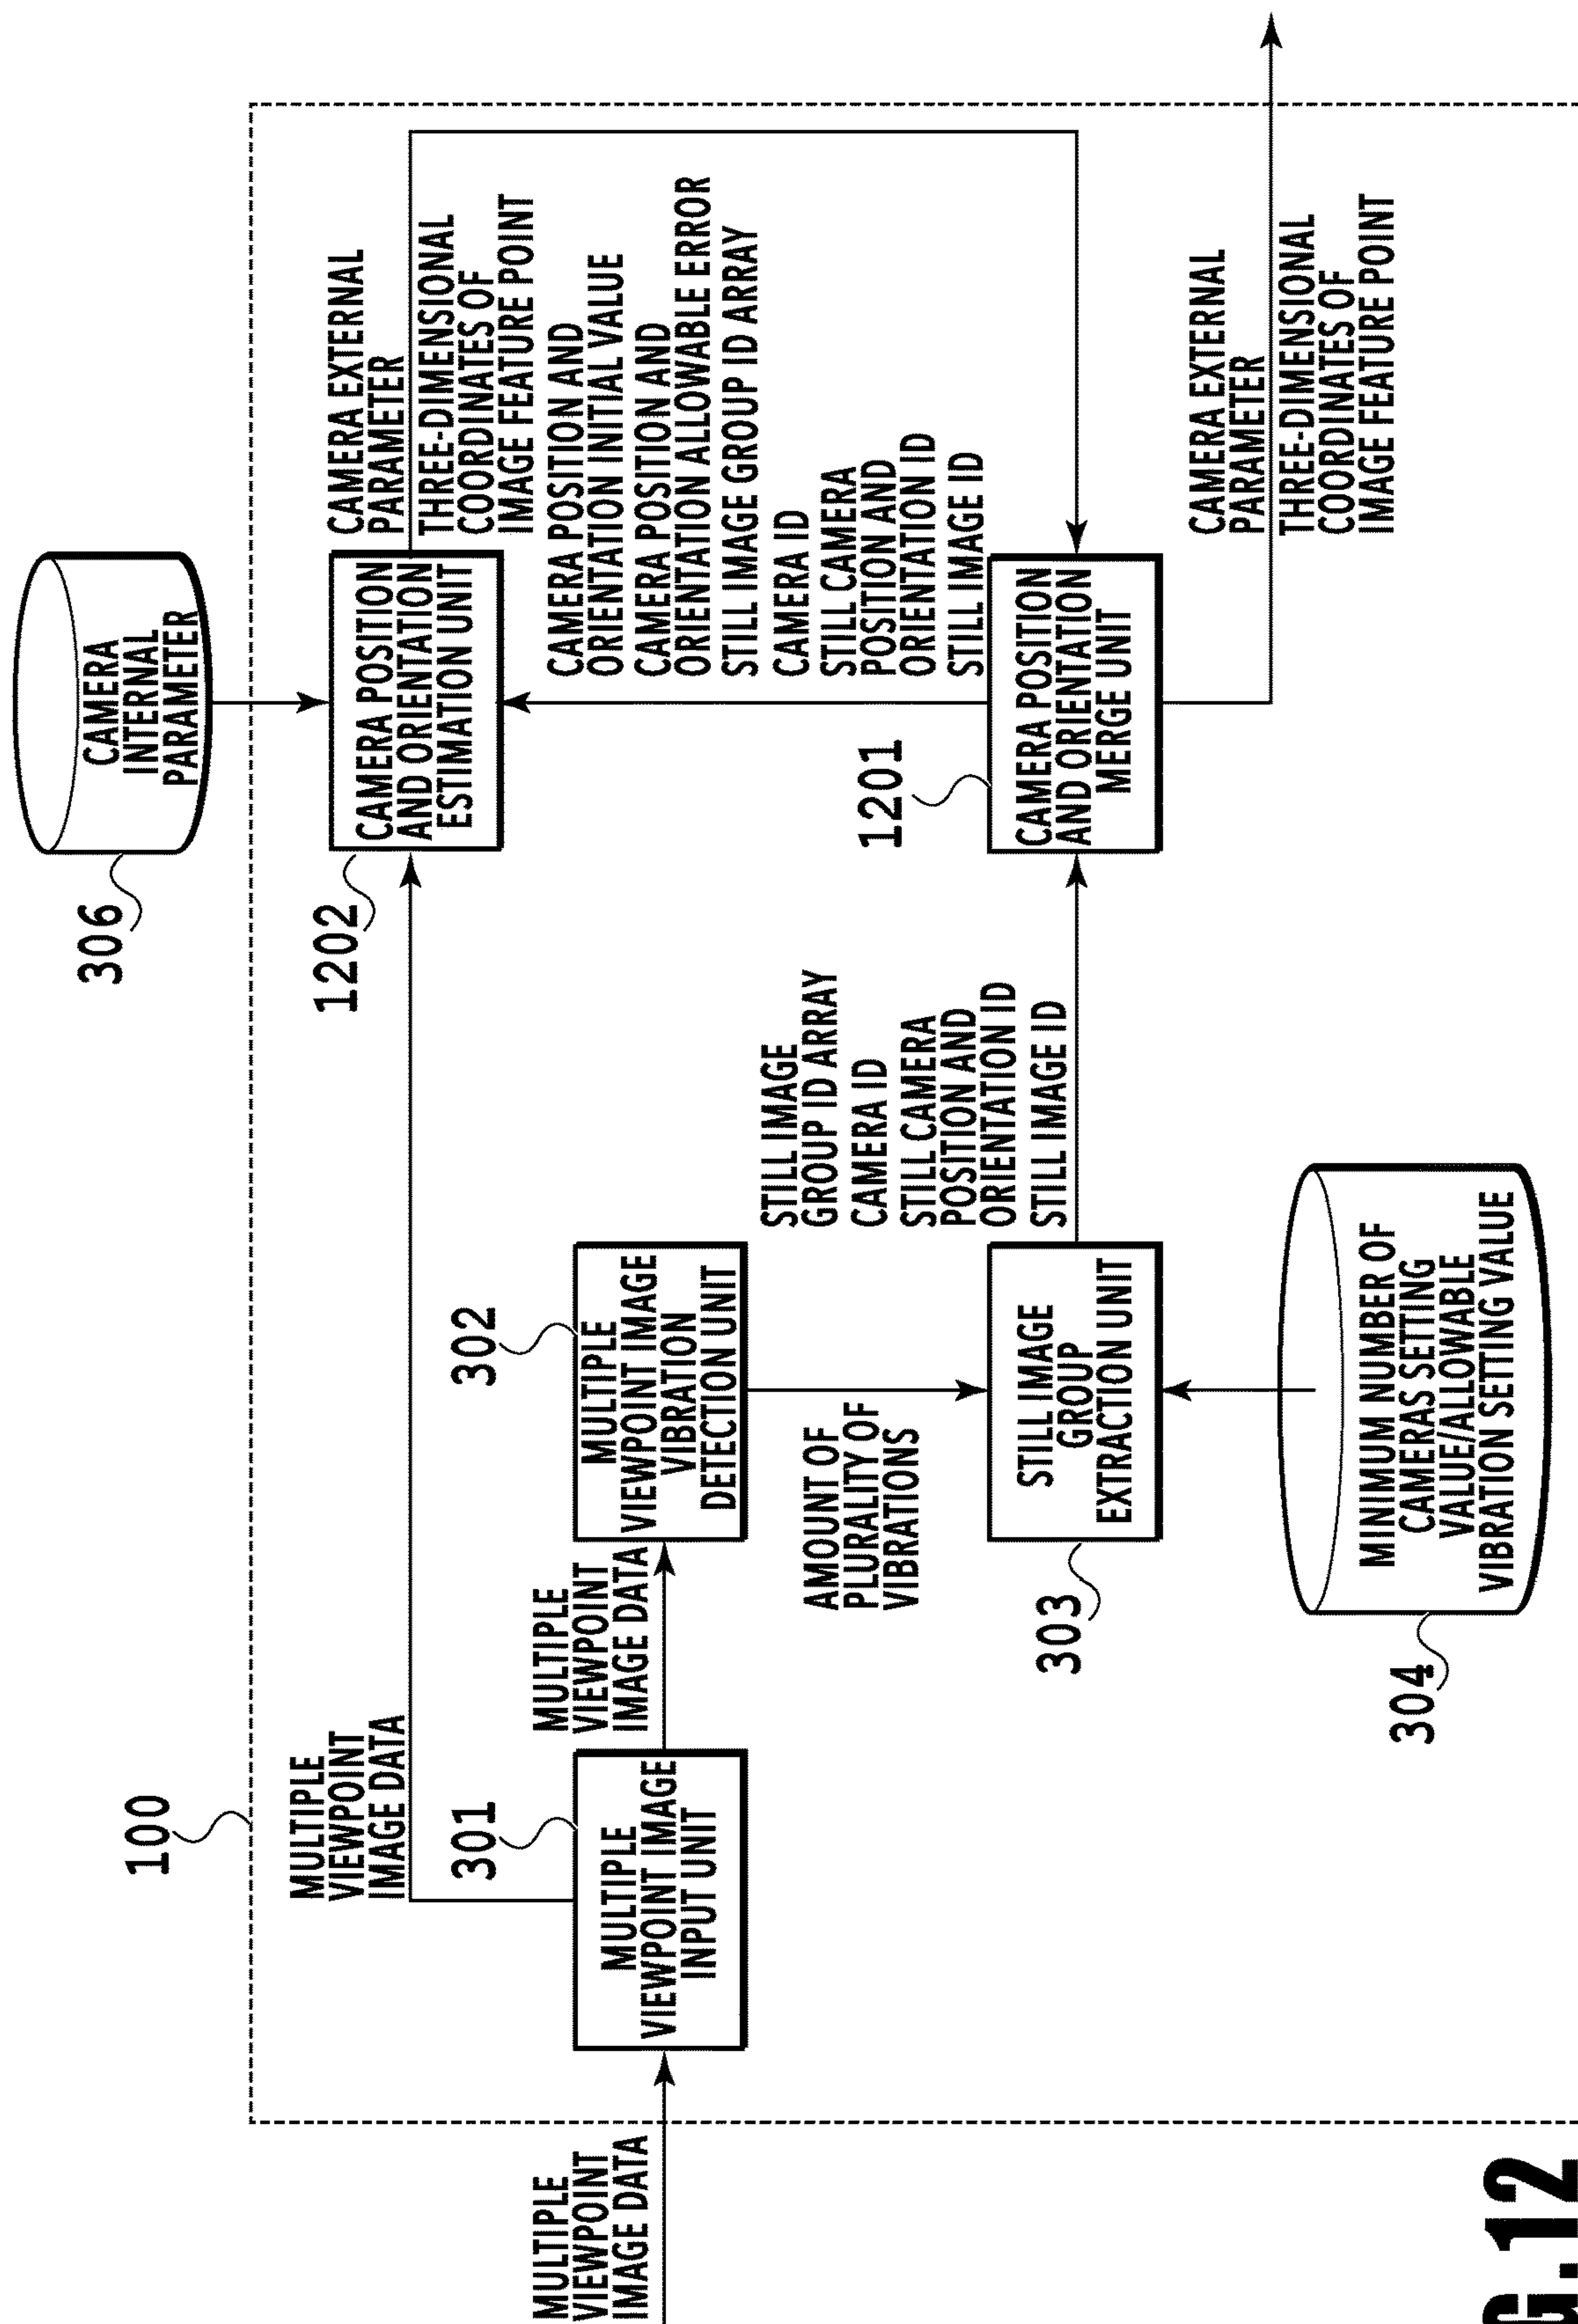 CAMERA
INTERNAL
PARAMETER
306
100
MULTIPLE
VIEWPOINT
IMAGE DATA
1202
CAMERA POSITION
AND ORIENTATION
ESTIMATION UNIT
CAMERA EXTERNAL
PARAMETER
THREE-DIMENSIONAL
COORDINATES OF
IMAGE FEATURE POINT
MULTIPLE
VIEWPOINT
IMAGE DATA
301
MULTIPLE
VIEWPOINT IMAGE
INPUT UNIT
MULTIPLE
VIEWPOINT
IMAGE DATA
302
MULTIPLE
VIEWPOINT IMAGE
VIBRATION
DETECTION UNIT
CAMERA POSITION AND
ORIENTATION INITIAL VALUE
CAMERA POSITION AND
ORIENTATION ALLOWABLE ERROR
STILL IMAGE GROUP ID ARRAY
CAMERA ID
STILL CAMERA
POSITION AND
ORIENTATION ID
STILL IMAGE ID
AMOUNT OF
PLURALITY OF
VIBRATIONS
STILL IMAGE
GROUP ID ARRAY
CAMERA ID
STILL CAMERA
POSITION AND
ORIENTATION ID
STILL IMAGE ID
1201
303
STILL IMAGE
GROUP
EXTRACTION UNIT
CAMERA POSITION
AND ORIENTATION
MERGE UNIT
CAMERA EXTERNAL
PARAMETER
THREE-DIMENSIONAL
COORDINATES OF
IMAGE FEATURE POINT
304
MINIMUM NUMBER OF
CAMERAS SETTING
VALUE/ALLOWABLE
VIBRATION SETTING VALUE
G.12